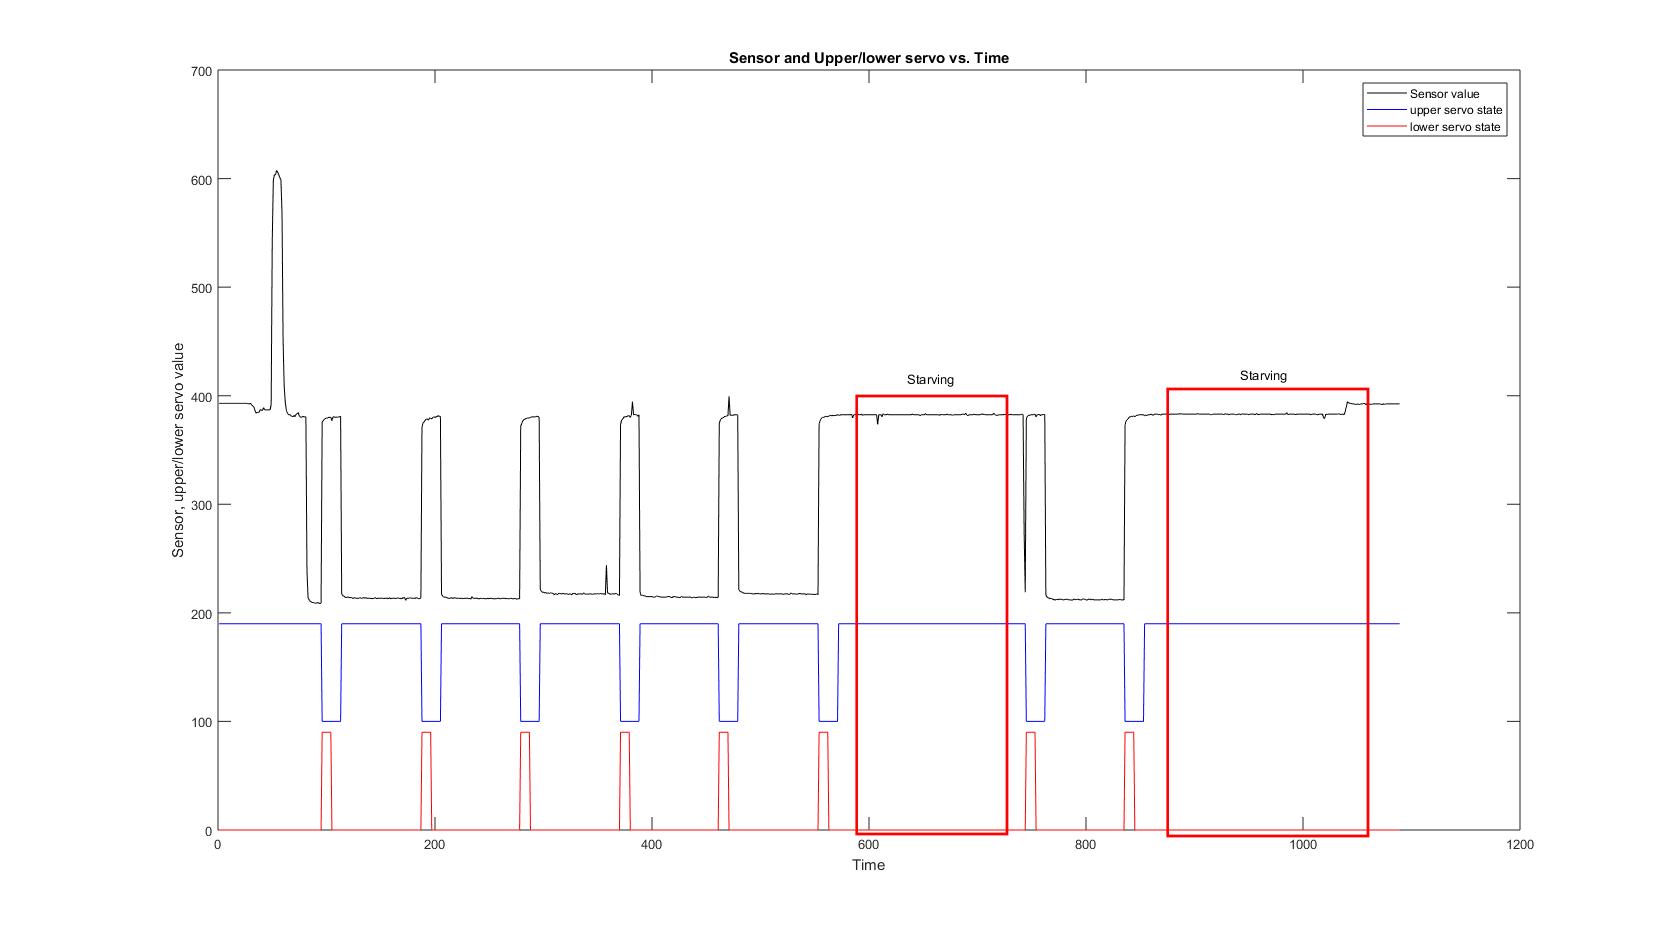 Sensor and Upper/lower servo vs. Time
700
600
500
400
300
200
100
0
Sensor, upper/lower servo value
Sensor value
upper servo state
lower servo state
Starving
Starving
0
200
400
600
800
1000
1200
Time